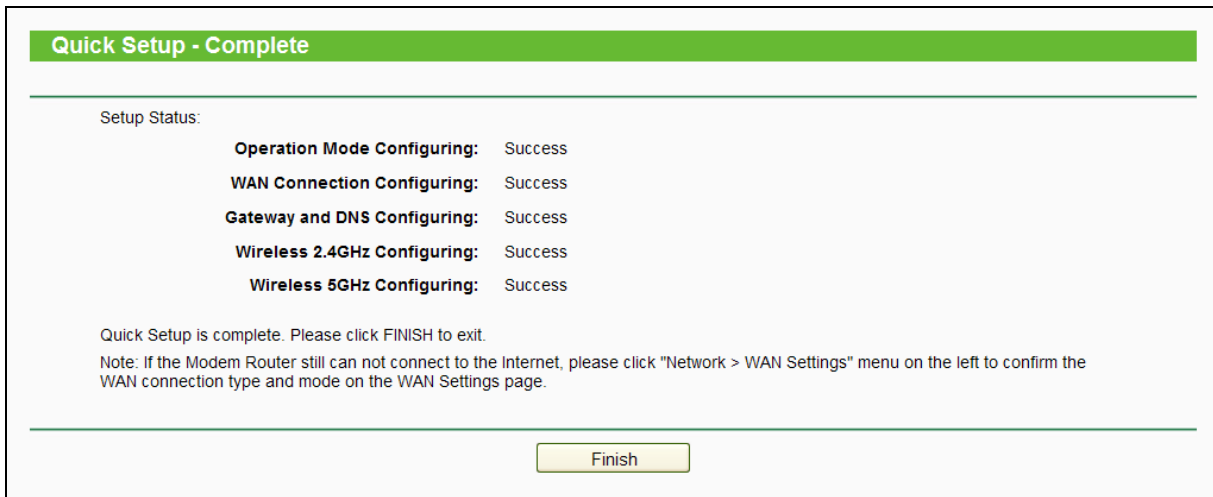 Quick Setup - Complete
Setup Status:
Operation Mode Configuring: Success
WAN Connection Configuring: Success
Gateway and DNS Configuring: Success
Wireless 2.4GHz Configuring: Success
Wireless 5GHz Configuring: Success
Quick Setup is complete. Please click FINISH to exit.
Note: If the Modem Router still can not connect to the Internet, please click "Network > WAN Settings" menu on the left to confirm the
WAN connection type and mode on the WAN Settings page.
Finish